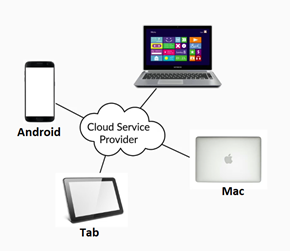 Android
Cloud Service
Provider
Mac
Tab